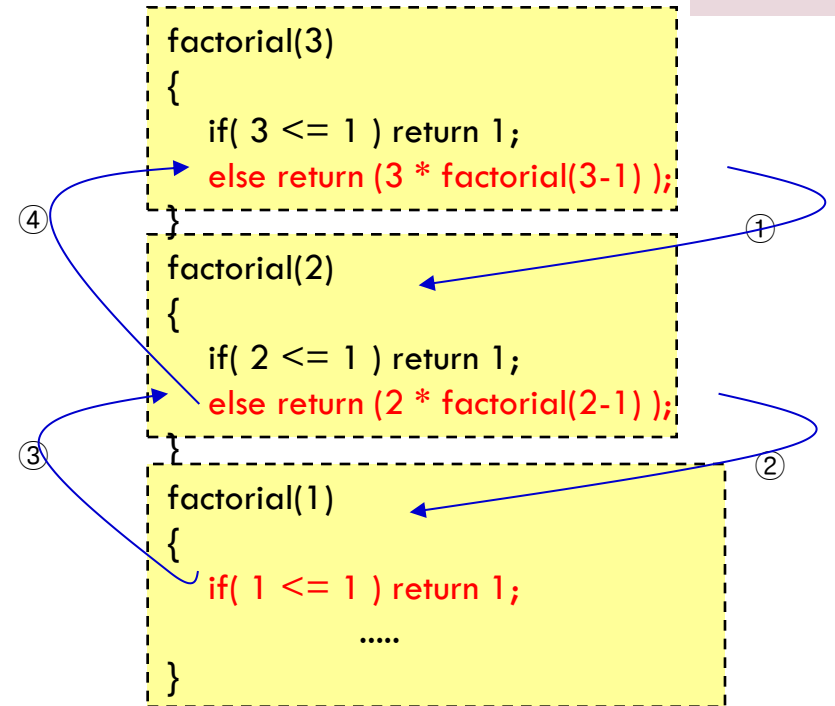 factorial(3)
{
if( 3 <= 1 ) return 1;
else return (3 * factorial(3-1) );
}
④
①
factorial(2)
{
if( 2 <= 1 ) return 1;
else return (2 * factorial(2-1) );
}
③
②
factorial(1)
{
if( 1 <= 1 ) return 1;
.....
}